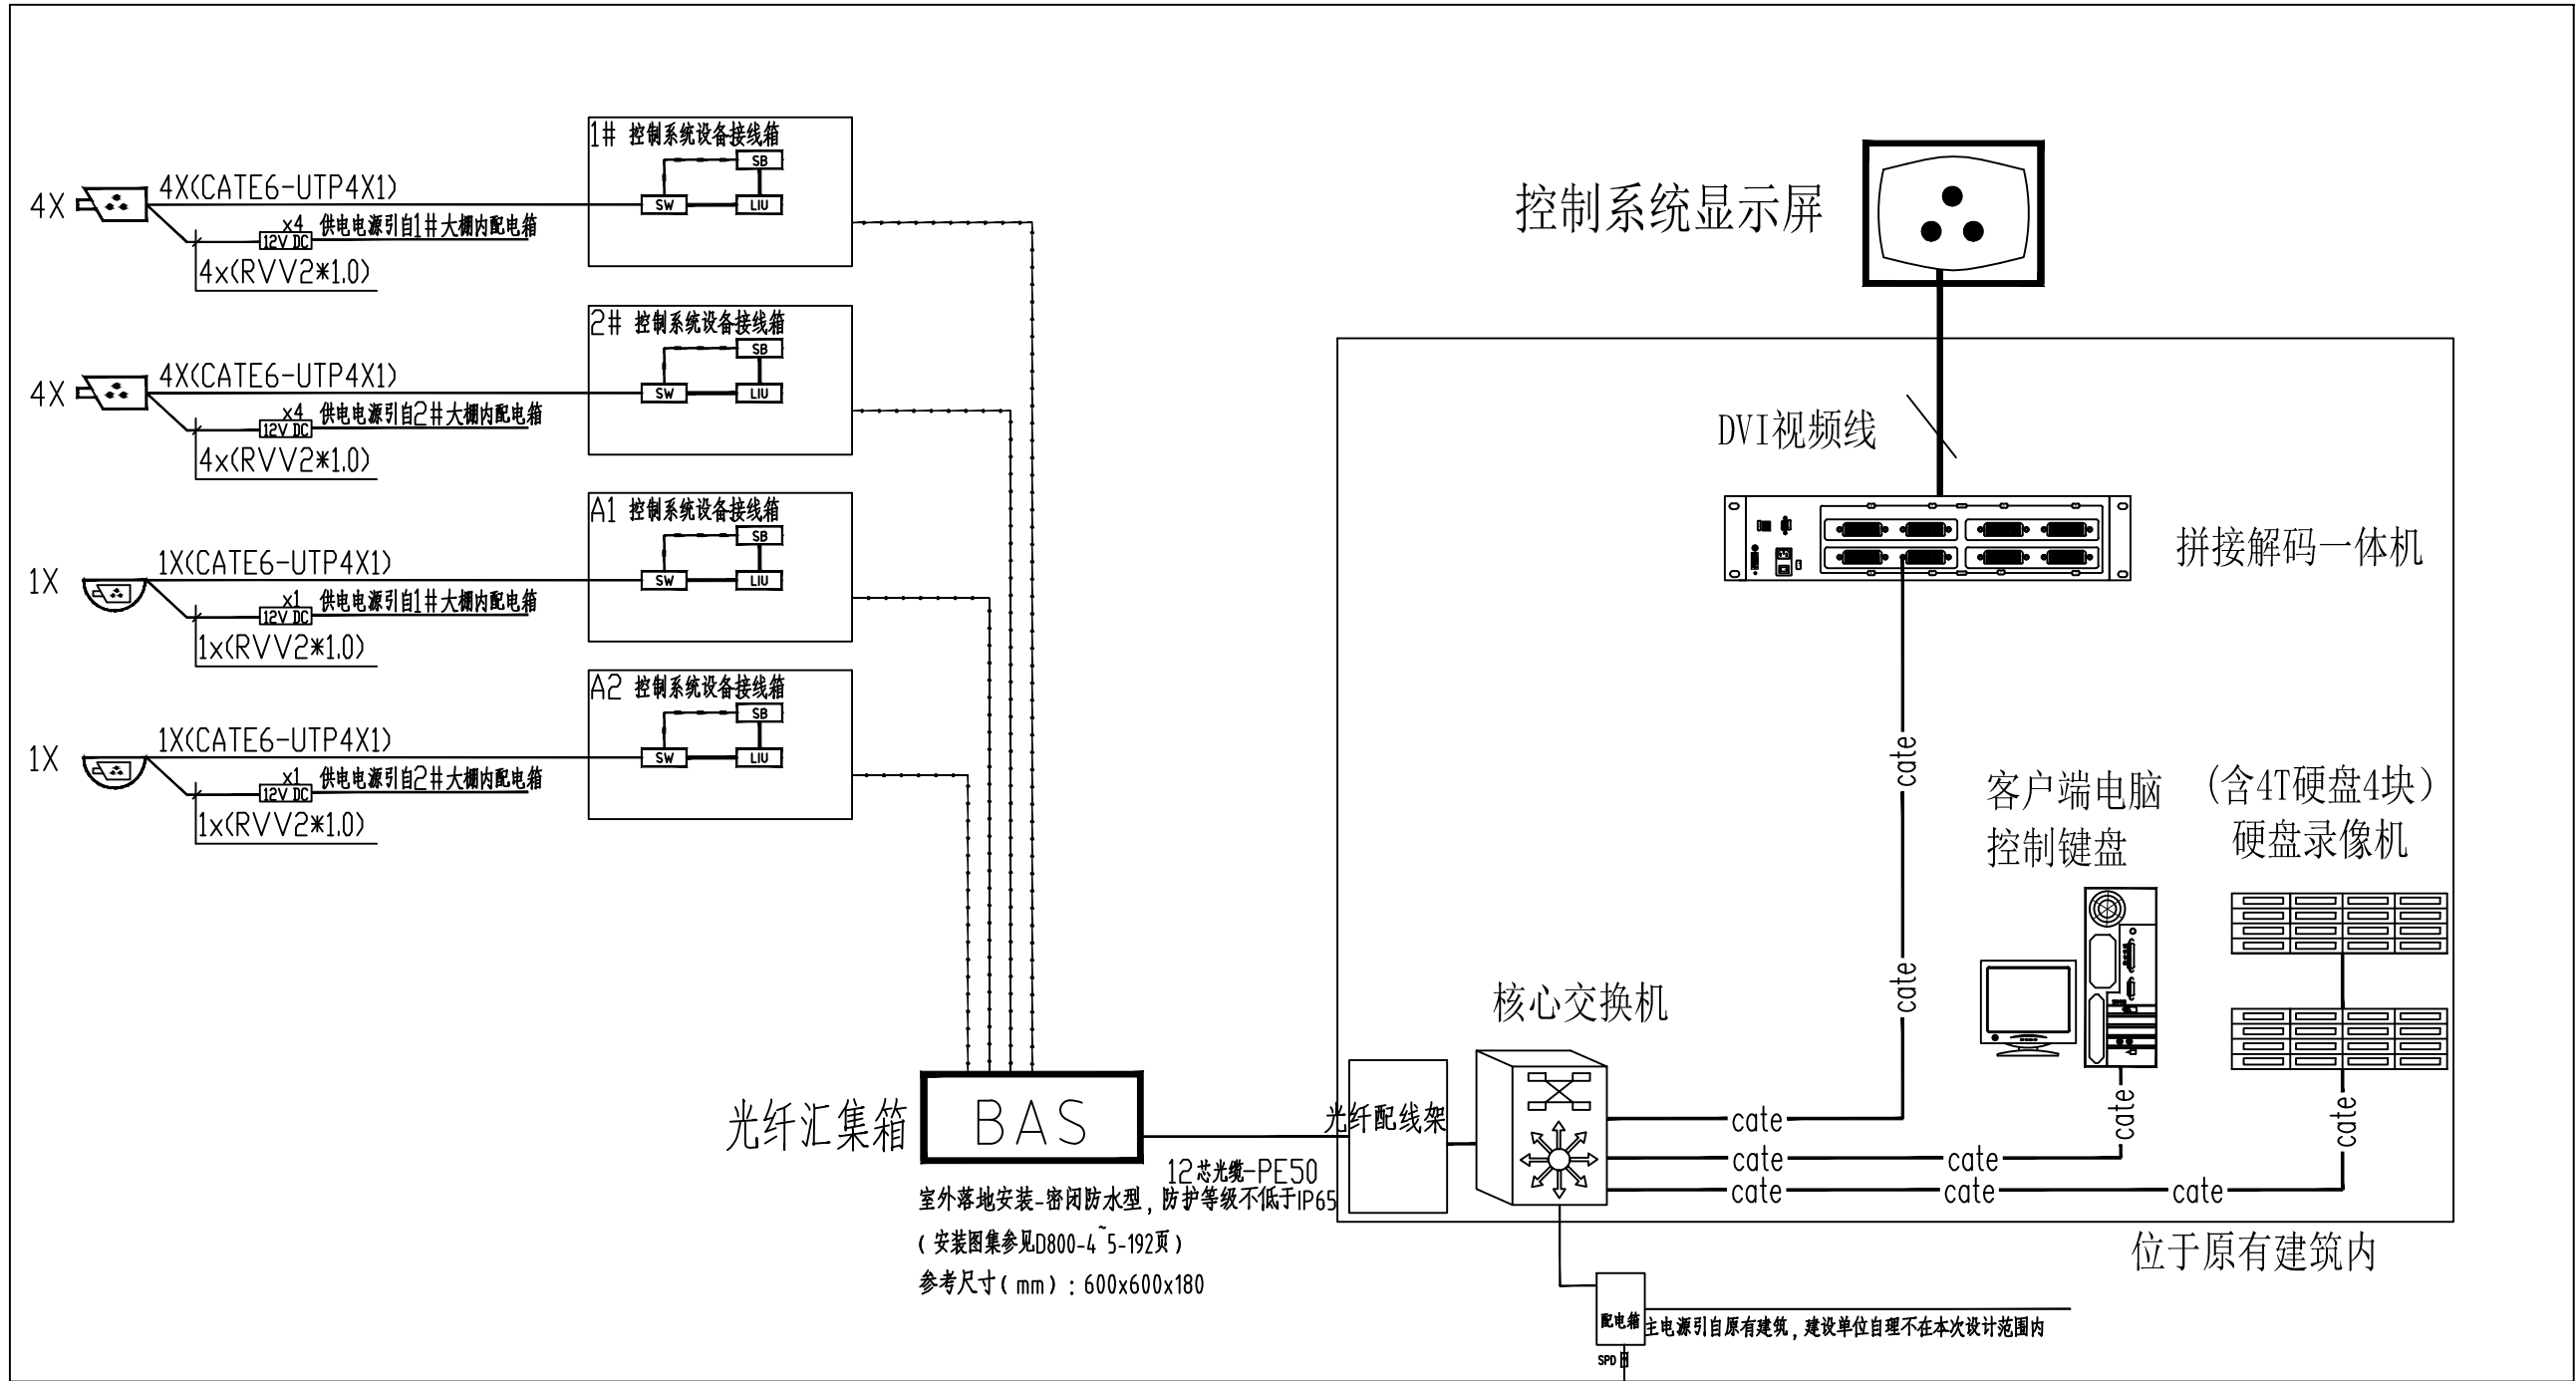 1# 控制系统设备接线箱
SB
4X
4X(CATE6-UTP4X1)
SW
LIU
x4
12V DC
供电电源引自1#大棚内配电箱
4x(RVV2*1.0)
2# 控制系统设备接线箱
SB
4X
4X(CATE6-UTP4X1)
SW
LIU
x4
12V DC
供电电源引自2#大棚内配电箱
4x(RVV2*1.0)
A1 控制系统设备接线箱
SB
1X
1X(CATE6-UTP4X1)
SW
LIU
x1
12V DC
供电电源引自1#大棚内配电箱
1x(RVV2*1.0)
A2 控制系统设备接线箱
SB
1X
1X(CATE6-UTP4X1)
SW
LIU
x1
12V DC
供电电源引自2#大棚内配电箱
1x(RVV2*1.0)
控制系统显示屏
DVI视频线
拼接解码一体机
cate
cate
客户端电脑
控制键盘
(含4T硬盘4块)
硬盘录像机
核心交换机
光纤汇集箱
BAS
光纤配线架
12芯光缆-PE50
cate
cate
cate
cate
cate
cate
cate
cate
室外落地安装-密闭防水型，防护等级不低于IP65
(安装图集参见D800-4~5-192页)
参考尺寸(mm)：600x600x180
位于原有建筑内
配电箱
主电源引自原有建筑，建设单位自理不在本次设计范围内
SPD